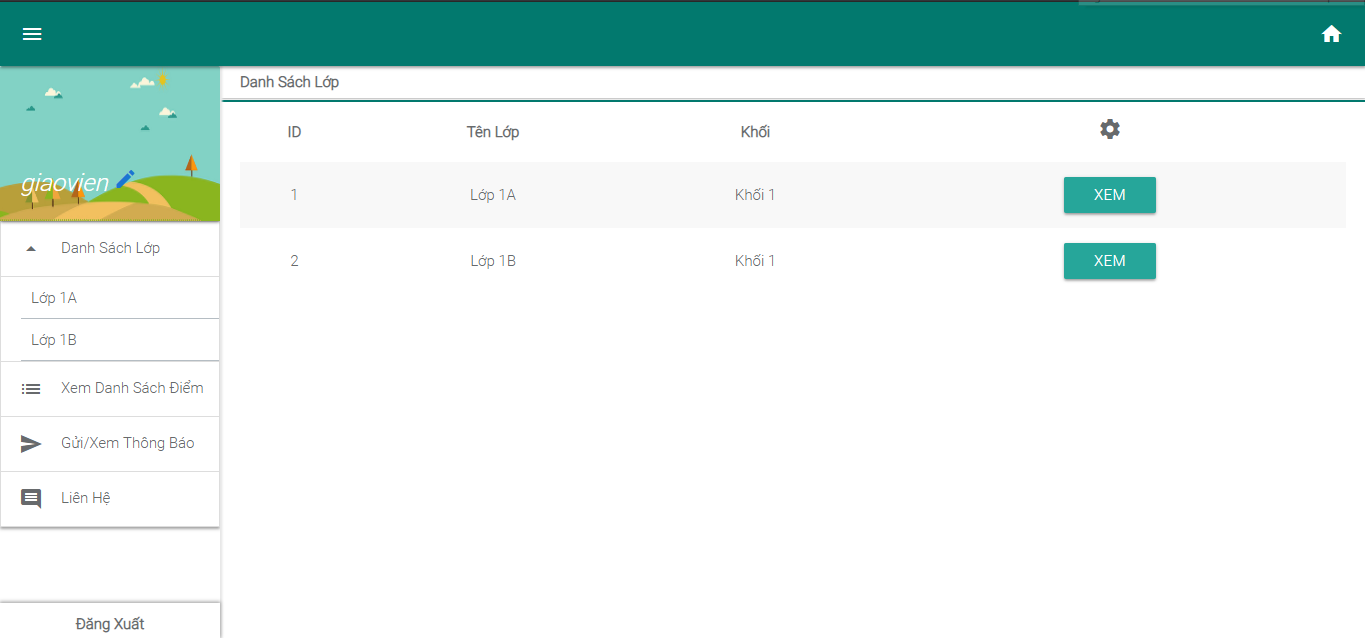 giaovien
Danh Sách Lớp
Lớp 1A
Lớp 1B
Xem Danh Sách Điểm
Gửi/Xem Thông Báo
Liên Hệ
Đăng Xuất
Danh Sách Lớp
ID Tên Lớp Khối
1 Lớp 1A Khối 1 XEM
2 Lớp 1B Khối 1 XEM